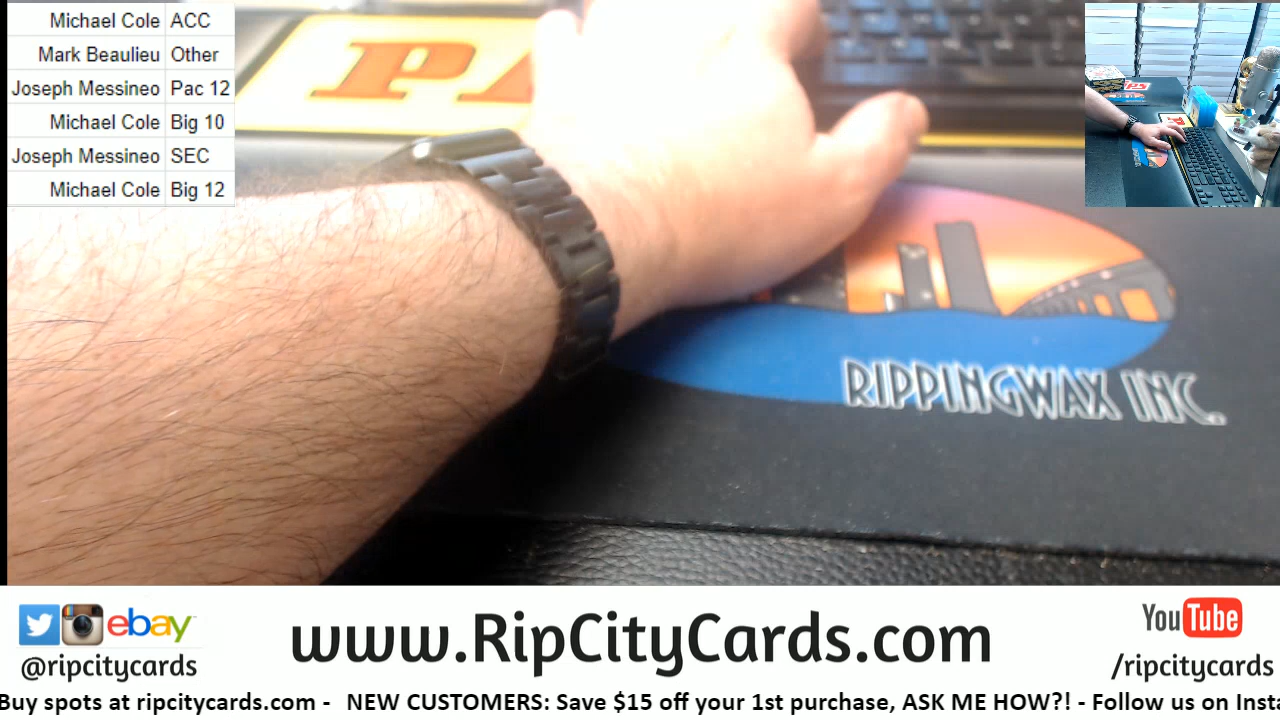 Michael Cole ACC
Mark Beaulieu Other
Joseph Messineo Pac 12
Michael Cole Big 10
Joseph Messineo SEC
Michael Cole Big 12
RIPPINGWAX INC.
ebay
@ripcitycards
www.RipCityCards.com
YouTube
/ripcitycards
Buy spots at ripcitycards.com - NEW CUSTOMERS: Save $15 off your 1st purchase, ASK ME HOW?! - Follow us on Insta